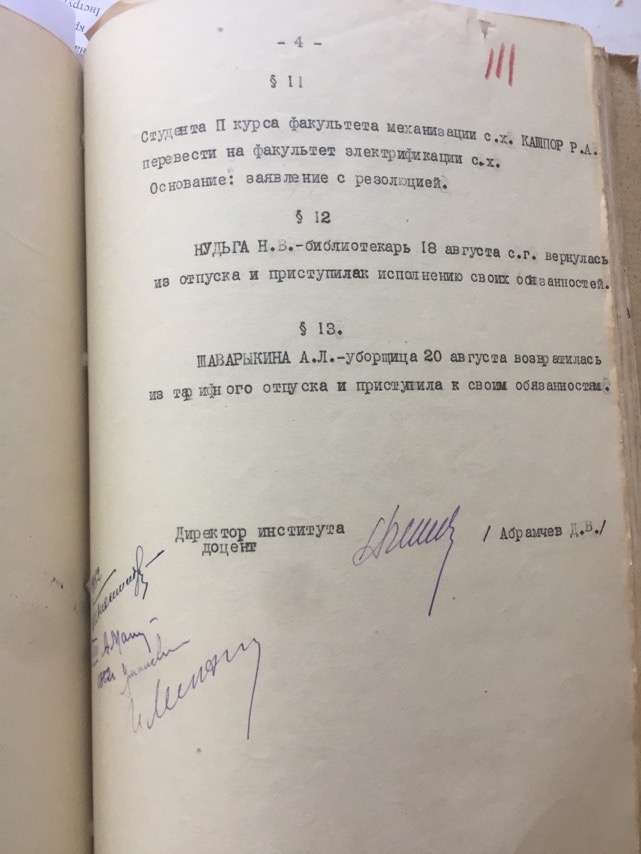 - 4 -
111
§ 11
Студента П курса факультета механизации с.х. КАШПОР Р.А.
перевести на факультет электрификации с.х.
Основание: заявление с резолюцией.
§ 12
НУДЬГА Н.В.-библиотекарь 18 августа с.г. вернулась
из отпуска и приступилак исполнению своих обязанностей.
§ 13.
ШАВАРЫКИНА А.Л.-уборщица 20 августа возвратилась
из тарифного отпуска и приступила к своим обязанностям.
Директор института
доцент
/ Абрамчев Д.В./